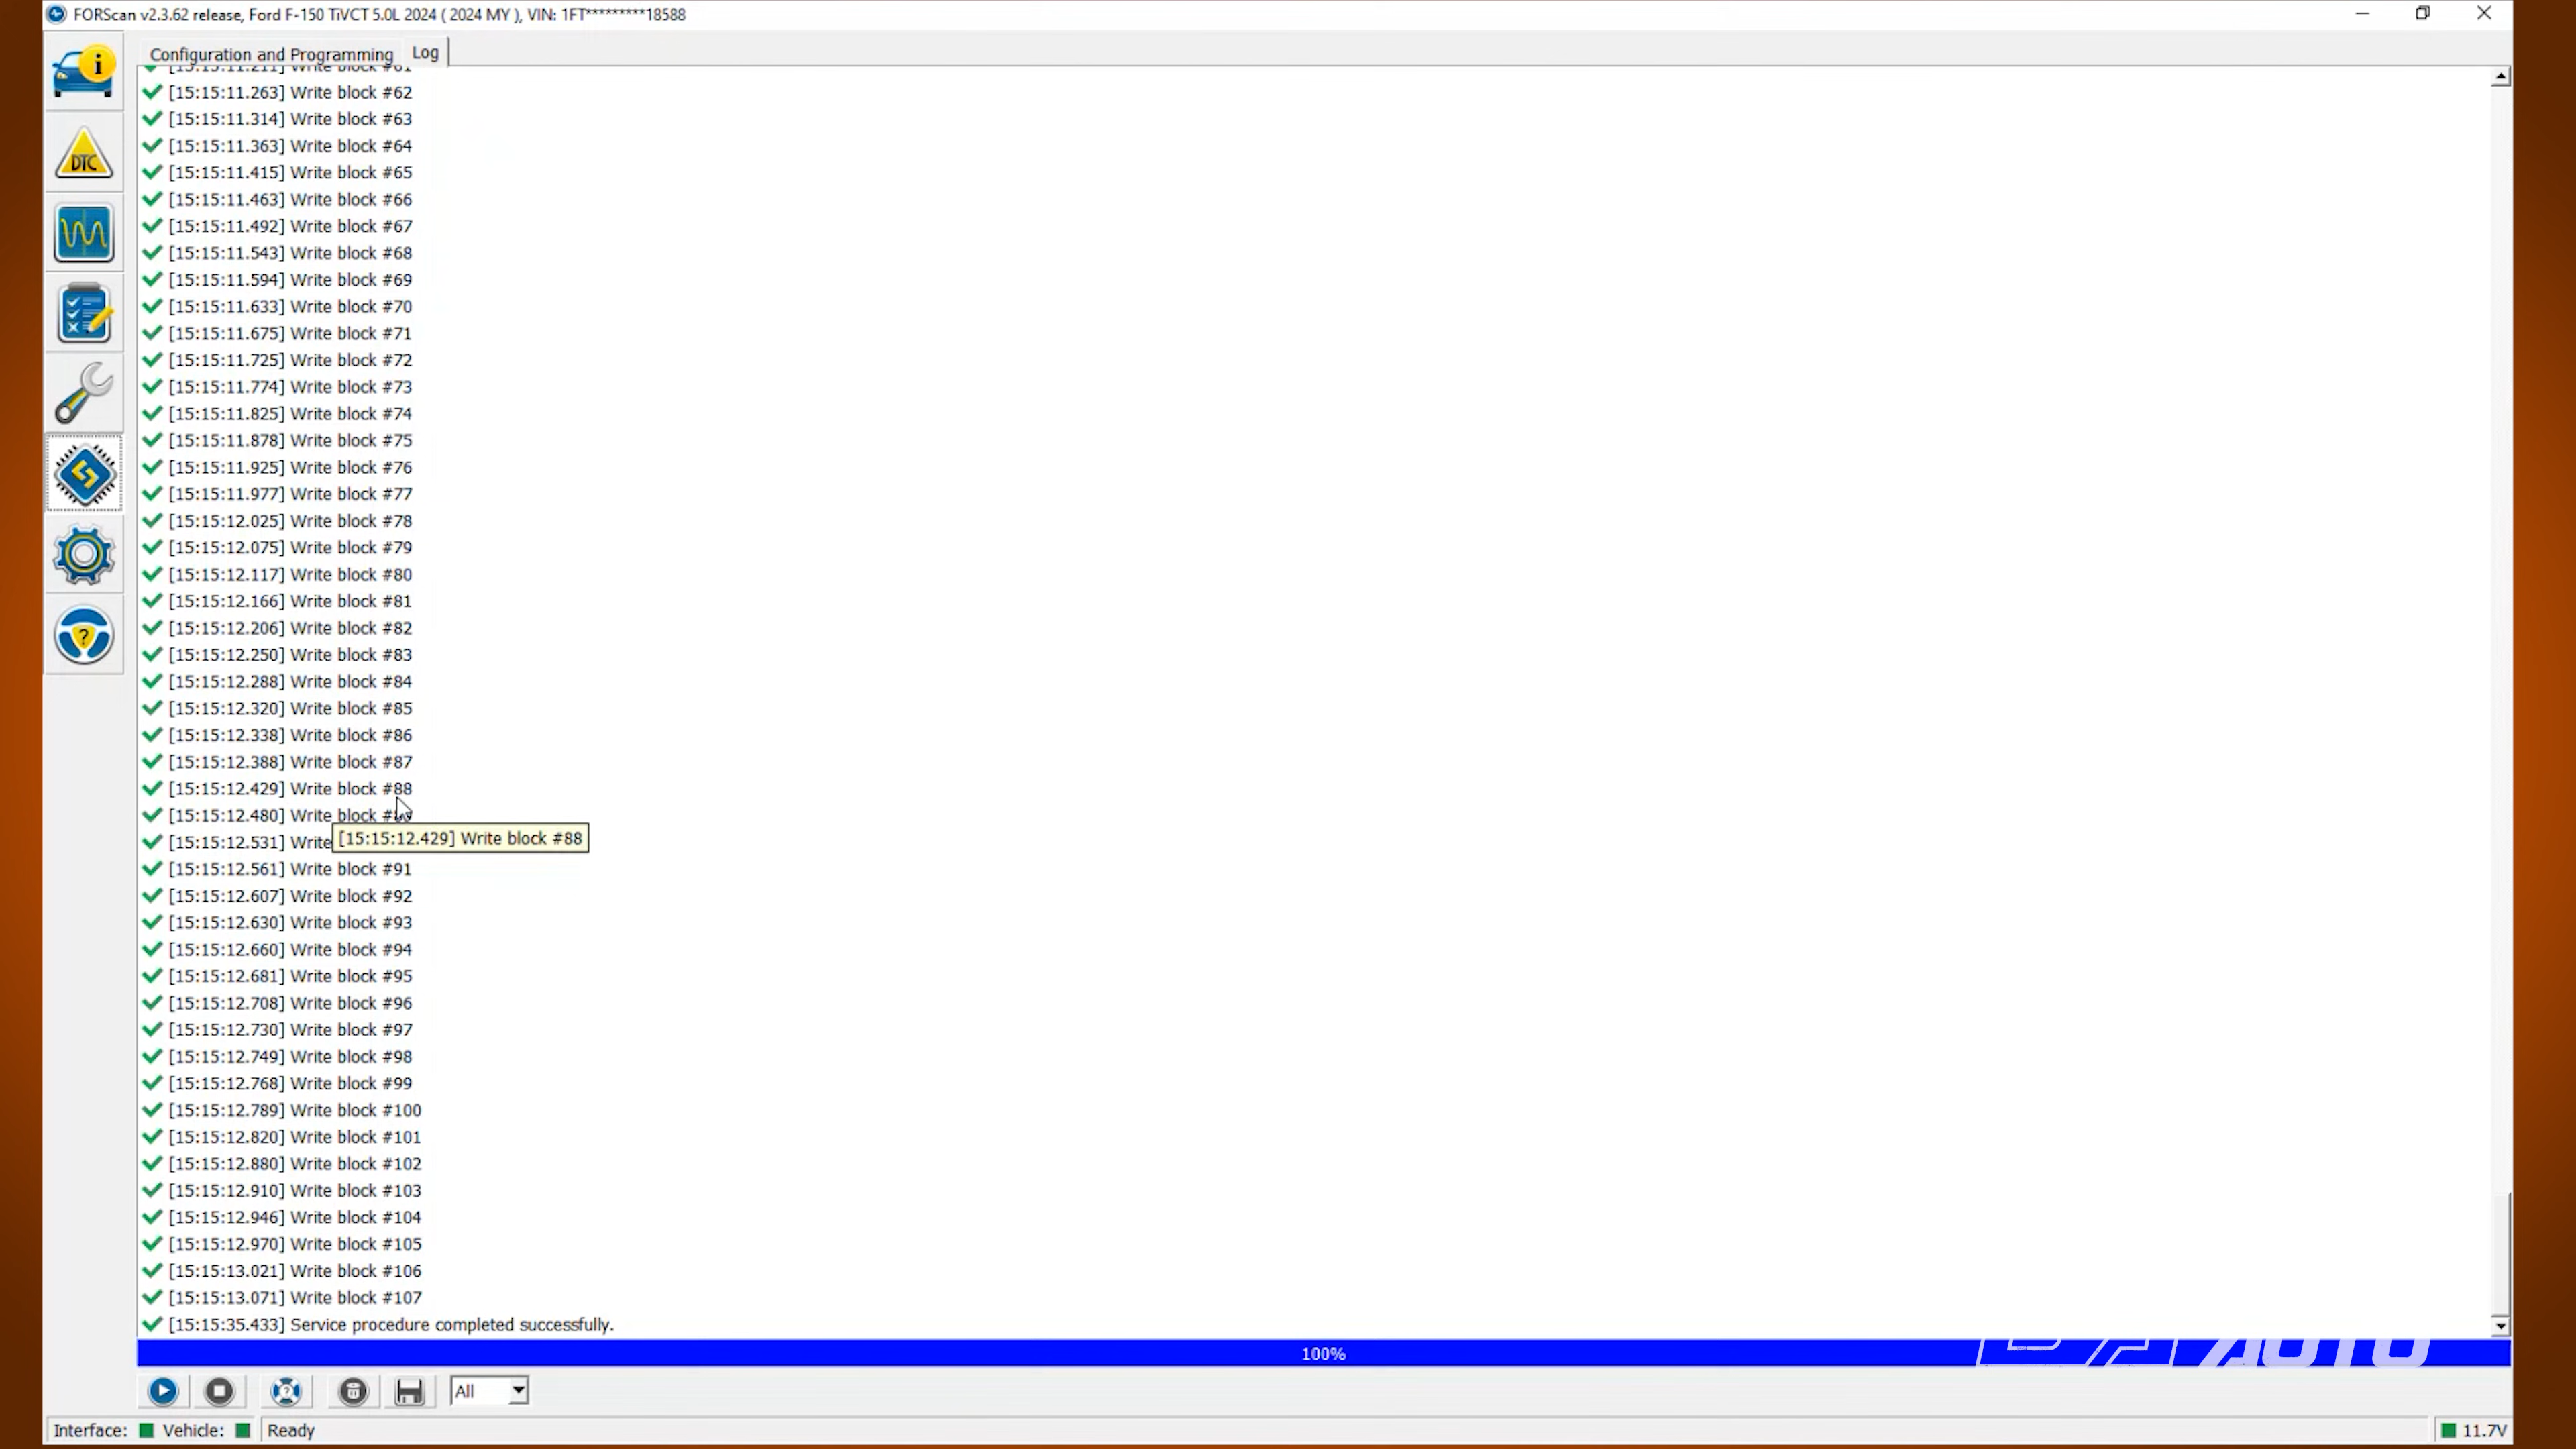 FORScan v2.3.62 release, Ford F-150 TiVCT 5.0L 2024 ( 2024 MY ), VIN: 1FT*********18588
Configuration and Programming
Log
i
DTC
?
[15:15:11.211] Write block #61
[15:15:11.263] Write block #62
[15:15:11.314] Write block #63
[15:15:11.363] Write block #64
[15:15:11.415] Write block #65
[15:15:11.463] Write block #66
[15:15:11.492] Write block #67
[15:15:11.543] Write block #68
[15:15:11.594] Write block #69
[15:15:11.633] Write block #70
[15:15:11.675] Write block #71
[15:15:11.725] Write block #72
[15:15:11.774] Write block #73
[15:15:11.825] Write block #74
[15:15:11.878] Write block #75
[15:15:11.925] Write block #76
[15:15:11.977] Write block #77
[15:15:12.025] Write block #78
[15:15:12.075] Write block #79
[15:15:12.117] Write block #80
[15:15:12.166] Write block #81
[15:15:12.206] Write block #82
[15:15:12.250] Write block #83
[15:15:12.288] Write block #84
[15:15:12.320] Write block #85
[15:15:12.338] Write block #86
[15:15:12.388] Write block #87
[15:15:12.429] Write block #88
[15:15:12.480] Write block
[15:15:12.531] Write
[15:15:12.429] Write block #88
[15:15:12.561] Write block #91
[15:15:12.607] Write block #92
[15:15:12.630] Write block #93
[15:15:12.660] Write block #94
[15:15:12.681] Write block #95
[15:15:12.708] Write block #96
[15:15:12.730] Write block #97
[15:15:12.749] Write block #98
[15:15:12.768] Write block #99
[15:15:12.789] Write block #100
[15:15:12.820] Write block #101
[15:15:12.880] Write block #102
[15:15:12.910] Write block #103
[15:15:12.946] Write block #104
[15:15:12.970] Write block #105
[15:15:13.021] Write block #106
[15:15:13.071] Write block #107
[15:15:35.433] Service procedure completed successfully.
100%
AUTO
All
Interface: Vehicle: Ready
11.7V